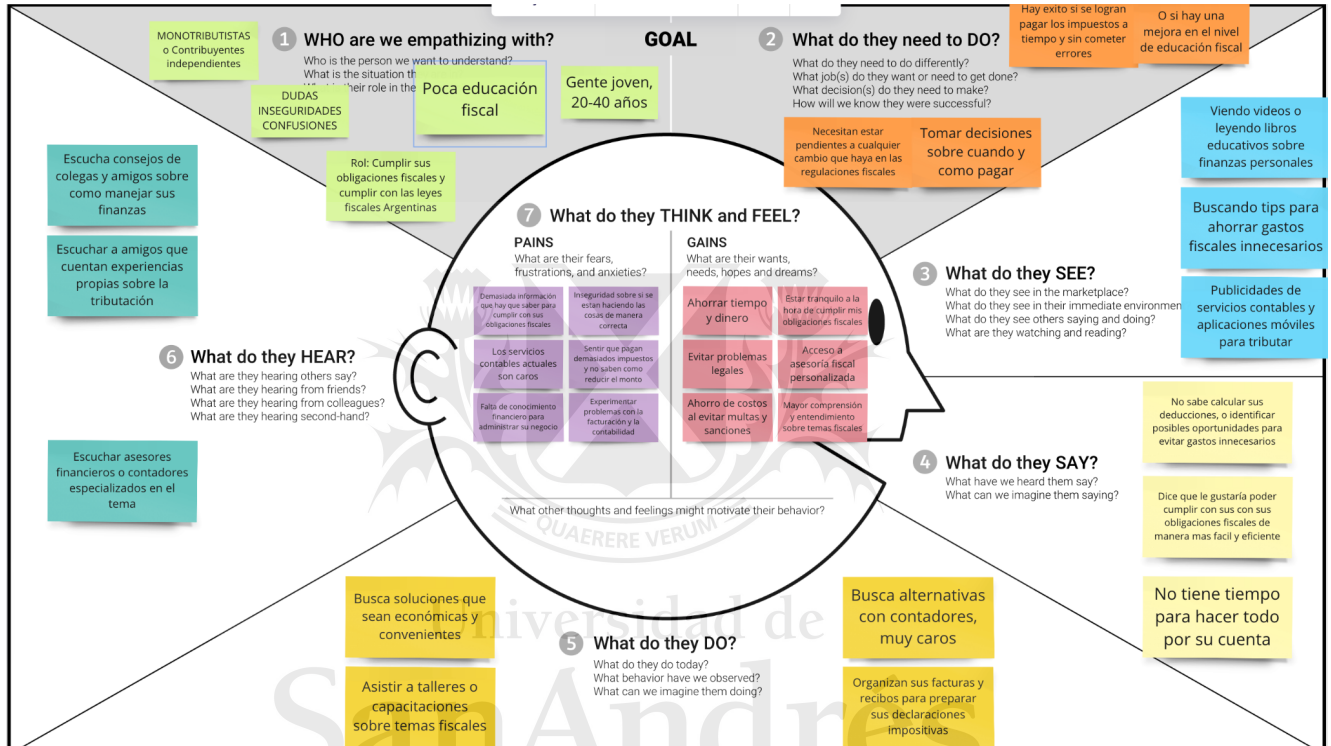 MONOTRIBUTISTAS
o Contribuyentes
independientes
1 WHO are we empathizing with?
Who is the person we want to understand?
What is the situation
their role in the
DUDAS
INSEGURIDADES
CONFUSIONES
Poca educación
fiscal
Gente joven,
20-40 años
Rol: Cumplir sus
obligaciones fiscales y
cumplir con las leyes
fiscales Argentinas
GOAL
2 What do they need to DO?
What do they need to do differently?
What job(s) do they want or need to get done?
What decision(s) do they need to make?
How will we know they were successful?
Hay exito si se logran
pagar los impuestos a
tiempo y sin cometer
errores
O si hay una
mejora en el nivel
de educación fiscal
Necesitan estar
pendientes a cualquier
cambio que haya en las
regulaciones fiscales
Tomar decisiones
sobre cuando y
como pagar
Viendo videos o
leyendo libros
educativos sobre
finanzas personales
Buscando tips para
ahorrar gastos
fiscales innecesarios
Publicidades de
servicios contables y
aplicaciones móviles
para tributar
3 What do they SEE?
What do they see in the marketplace?
What do they see in their immediate environmen
What do they see others saying and doing?
What are they watching and reading?
4 What do they SAY?
What have we heard them say?
What can we imagine them saying?
No sabe calcular sus
deducciones, o identificar
posibles oportunidades para
evitar gastos innecesarios
Dice que le gustaría poder
cumplir con sus con sus
obligaciones fiscales de
manera mas facil y eficiente
No tiene tiempo
para hacer todo
por su cuenta
5 What do they DO?
What do they do today?
What behavior have we observed?
What can we imagine them doing?
Busca soluciones que
sean económicas y
convenientes
Asistir a talleres o
capacitaciones
sobre temas fiscales
Busca alternativas
con contadores,
muy caros
Organizan sus facturas y
recibos para preparar
sus declaraciones
impositivas
6 What do they HEAR?
What are they hearing others say?
What are they hearing from friends?
What are they hearing from colleagues?
What are they hearing second-hand?
Escucha consejos de
colegas y amigos sobre
como manejar sus
finanzas
Escuchar a amigos que
cuentan experiencias
propias sobre la
tributación
Escuchar asesores
financieros o contadores
especializados en el
tema
7 What do they THINK and FEEL?
PAINS
What are their fears,
frustrations, and anxieties?
Demasiada información
que hay que saber para
cumplir con sus
obligaciones fiscales
Inseguridad sobre si se
estan haciendo las
cosas de manera
correcta
Los servicios
contables actuales
son caros
Sentir que pagan
demasiados impuestos
y no saben como
reducir el monto
Falta de conocimiento
financiero para
administrar su negocio
Experimentar
problemas con la
facturación y la
contabilidad
GAINS
What are their wants,
needs, hopes and dreams?
Ahorrar tiempo
y dinero
Estar tranquilo a la
hora de cumplir mis
obligaciones fiscales
Evitar problemas
legales
Acceso a
asesoría fiscal
personalizada
Ahorro de costos
al evitar multas y
sanciones
Mayor comprensión
y entendimiento
sobre temas fiscales
What other thoughts and feelings might motivate their behavior?
QUAERERE VERUM
Universidad de
SanAndrés